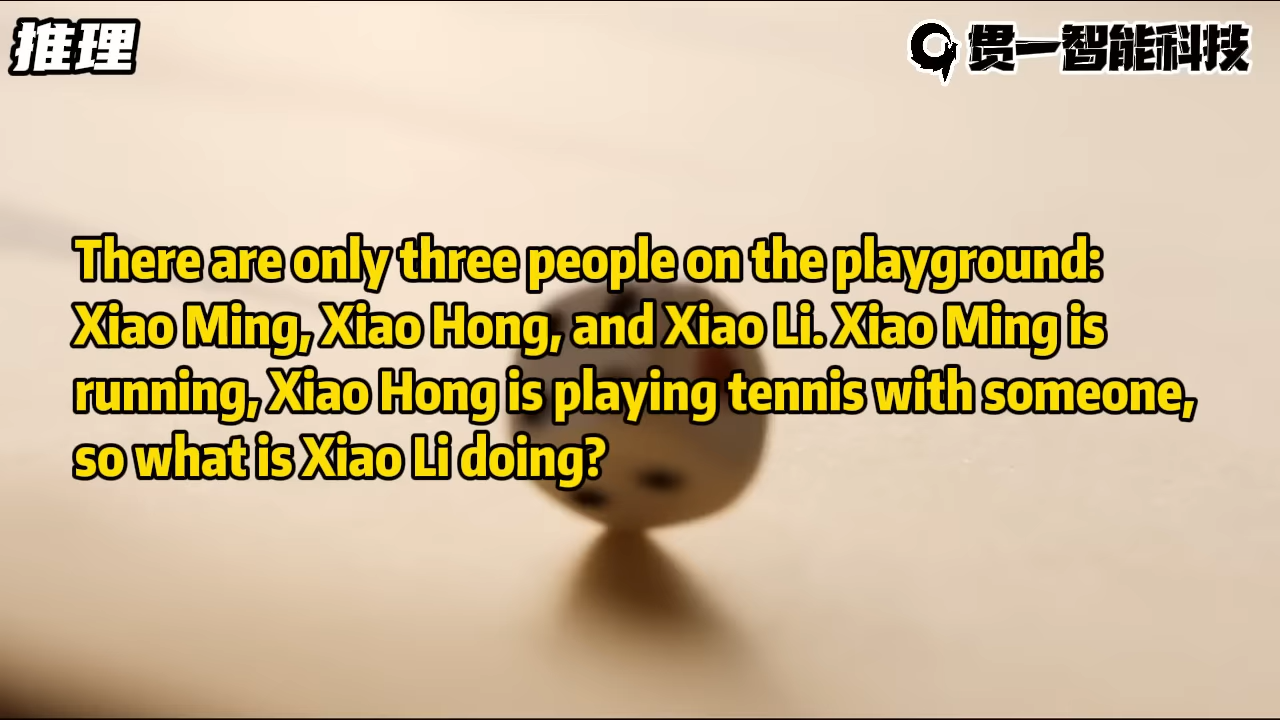 推理
贯一智能科技
There are only three people on the playground:
Xiao Ming, Xiao Hong, and Xiao Li. Xiao Ming is
running, Xiao Hong is playing tennis with someone,
so what is Xiao Li doing?